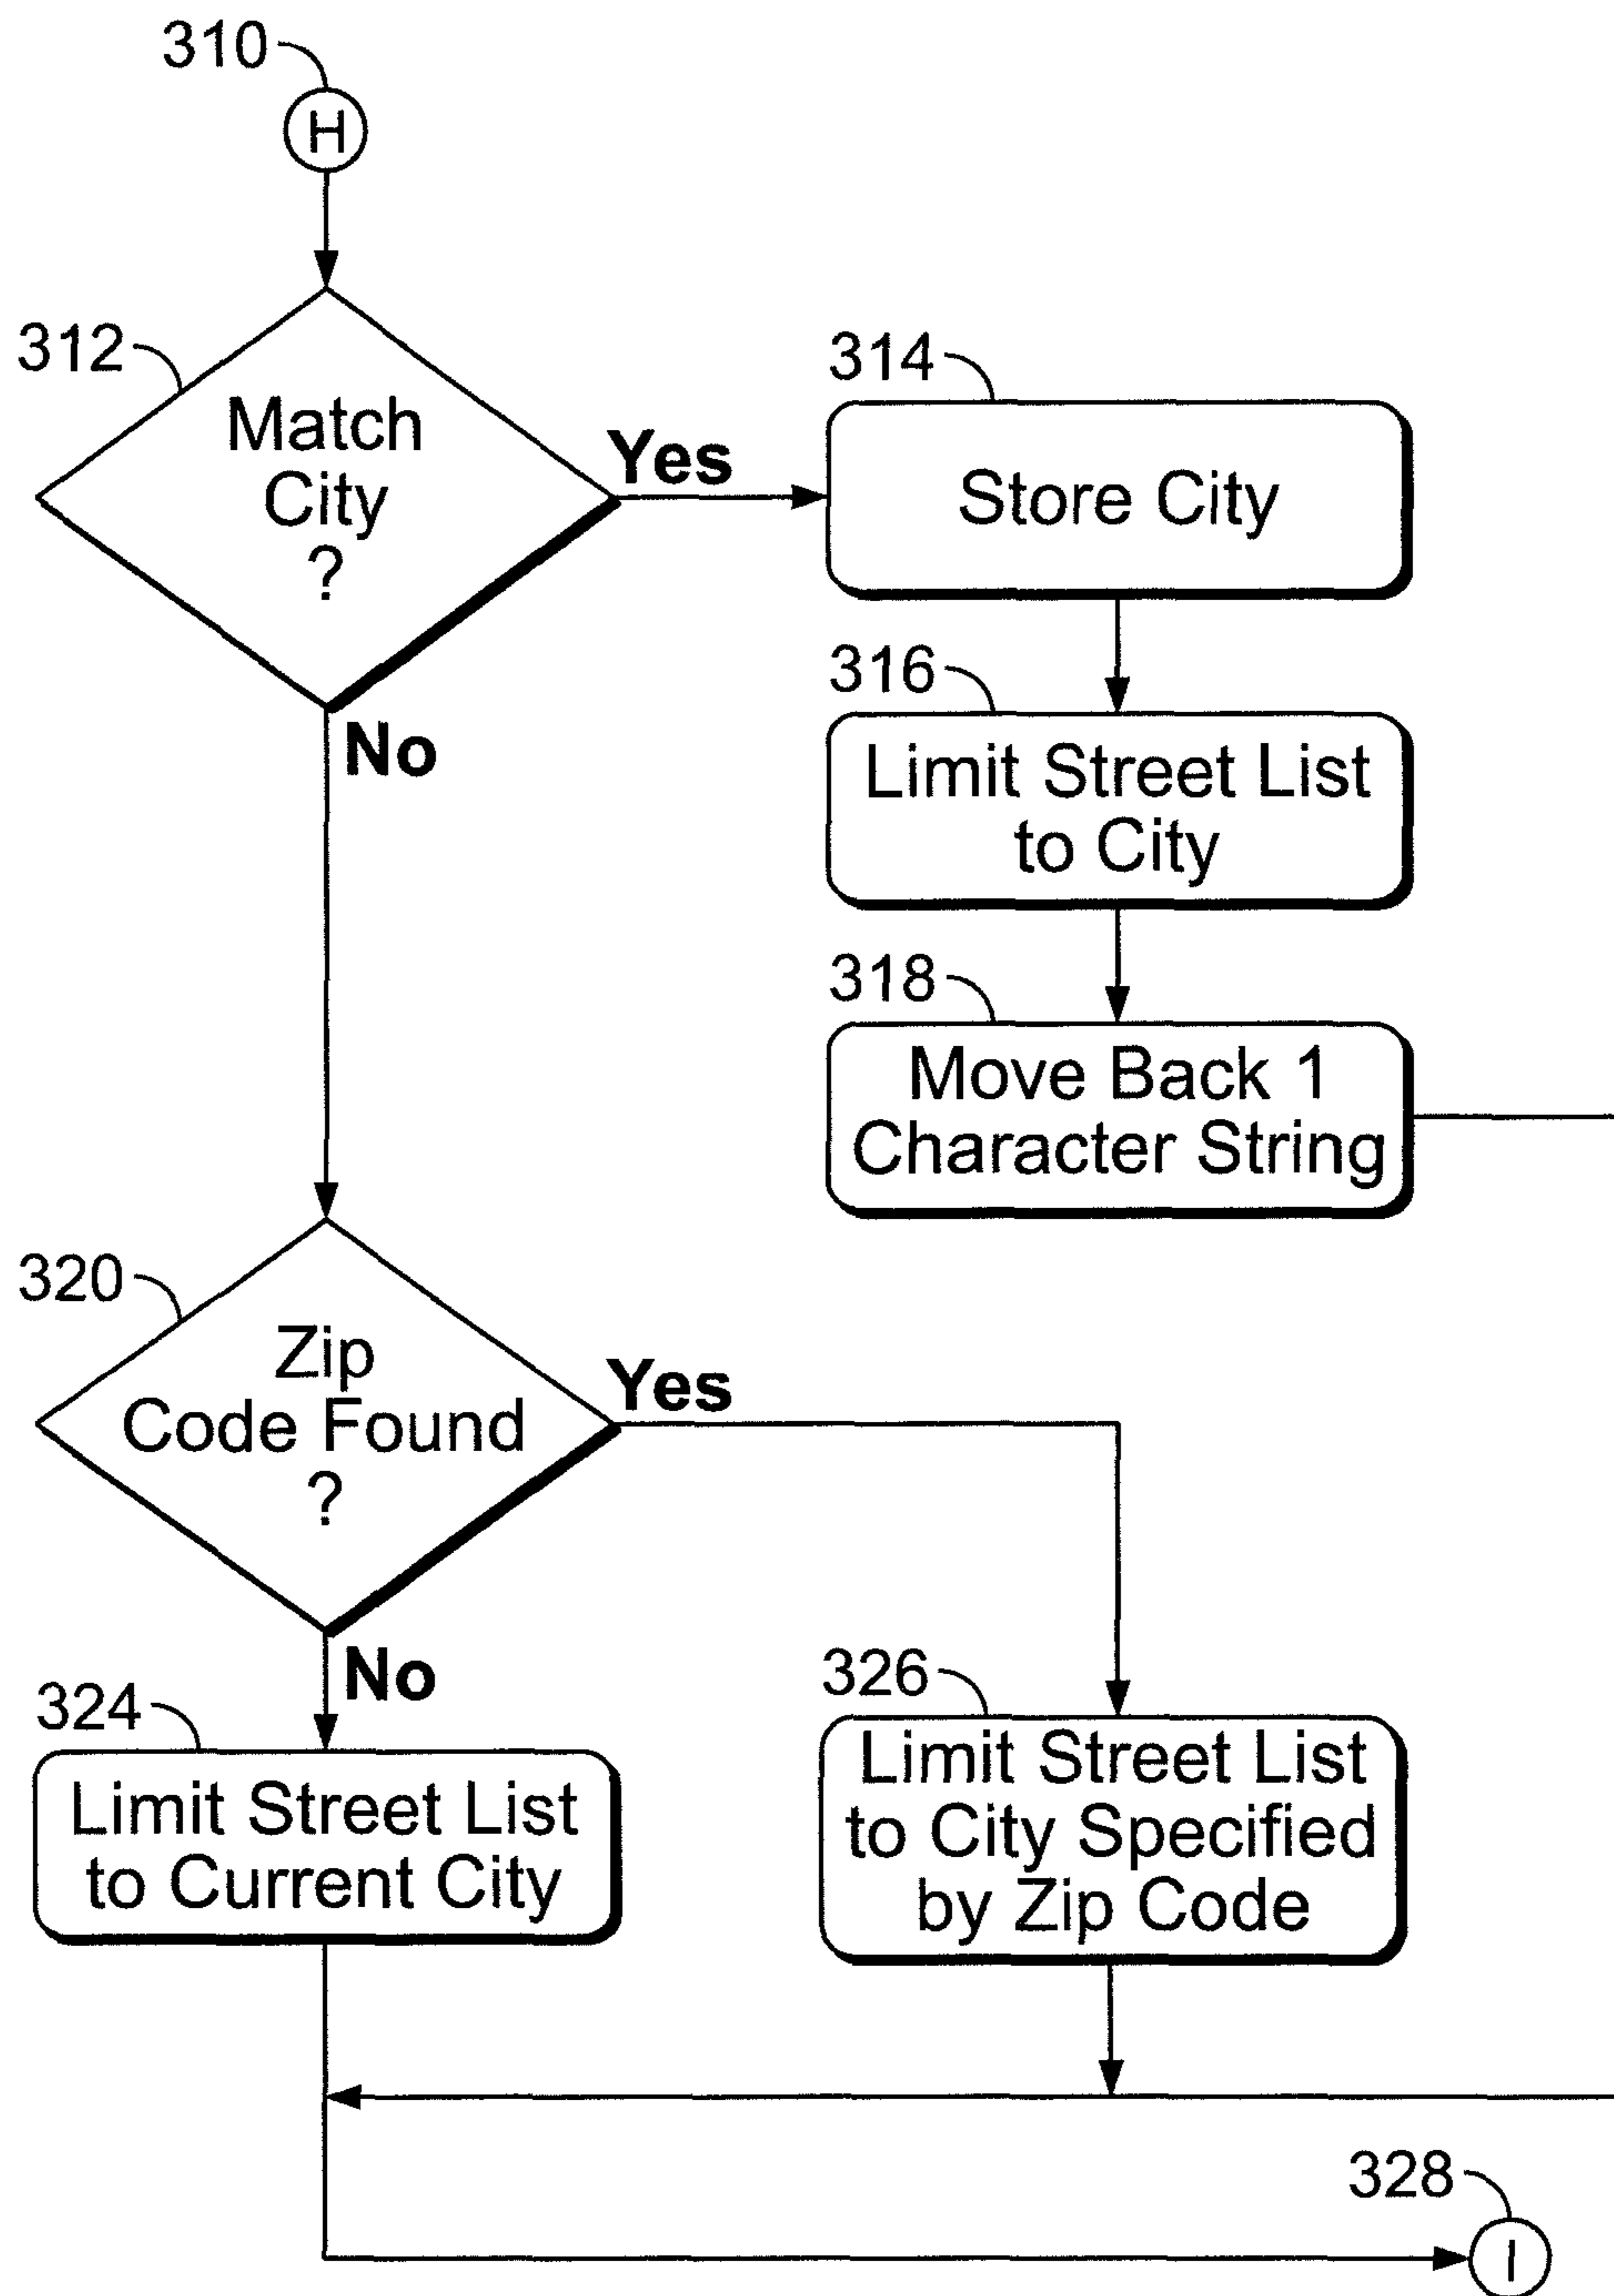 310
H
312
Match
City
?
Yes
No
314
Store City
316
Limit Street List
to City
318
Move Back 1
Character String
320
Zip
Code Found
?
Yes
No
324
Limit Street List
to Current City
326
Limit Street List
to City Specified
by Zip Code
328
I